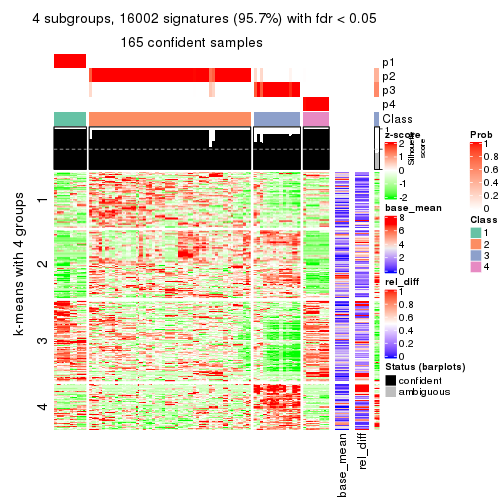 4 subgroups, 16002 signatures (95.7%) with fdr < 0.05
165 confident samples
p1
p2
p3
p4
Class
1
Silhouette
score
k-means with 4 groups
1
2
3
4
base_mean
rel_diff
z-score
2
1
0
-1
-2
base_mean
8
6
4
2
0
rel_diff
1
0.8
0.6
0.4
0.2
0
Status (barplots)
confident
ambiguous
Prob
1
0.8
0.6
0.4
0.2
0
Class
1
2
3
4